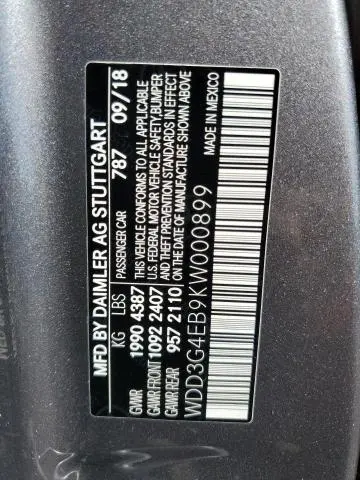 MFD BY DAIMLER AG STUTTGART
PASSENGER CAR 787 09/18
KG LBS
GVWR 1990 4387
GAWR FRONT 1092 2407
GAWR REAR 957 2110
THIS VEHICLE CONFORMS TO ALL APPLICABLE
U.S. FEDERAL MOTOR VEHICLE SAFETY,BUMPER
AND THEFT PREVENTION STANDARDS IN EFFECT
ON THE DATE OF MANUFACTURE SHOWN ABOVE
WDD3G4EB9KW000899
MADE IN MEXICO